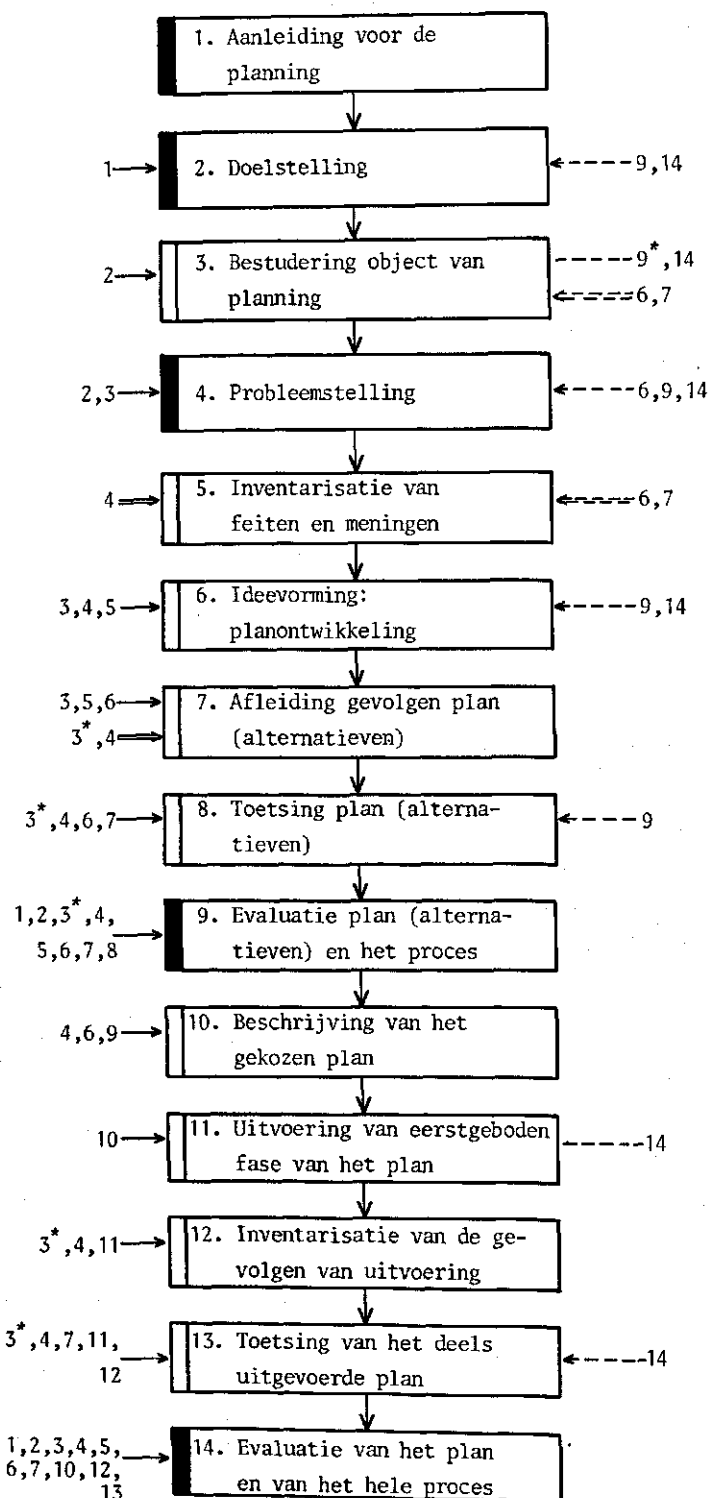 1. Aanleiding voor de
planning
1
2. Doelstelling
9,14
2
3. Bestudering object van
planning
9*,14
6,7
2,3
4. Probleemstelling
6,9,14
4
5. Inventarisatie van
feiten en meningen
6,7
3,4,5
6. Ideevorming:
planontwikkeling
9,14
3,5,6
3*,4
7. Afleiding gevolgen plan
(alternatieven)
3*,4,6,7
8. Toetsing plan (alterna-
tieven)
9
1,2,3*,4,
5,6,7,8
9. Evaluatie plan (alterna-
tieven) en het proces
4,6,9
10. Beschrijving van het
gekozen plan
10
11. Uitvoering van eerstgeboden
fase van het plan
14
3*,4,11
12. Inventarisatie van de ge-
volgen van uitvoering
3*,4,7,11,
12
13. Toetsing van het deels
uitgevoerde plan
14
1,2,3,4,5,
6,7,10,12,
13
14. Evaluatie van het plan
en van het hele proces